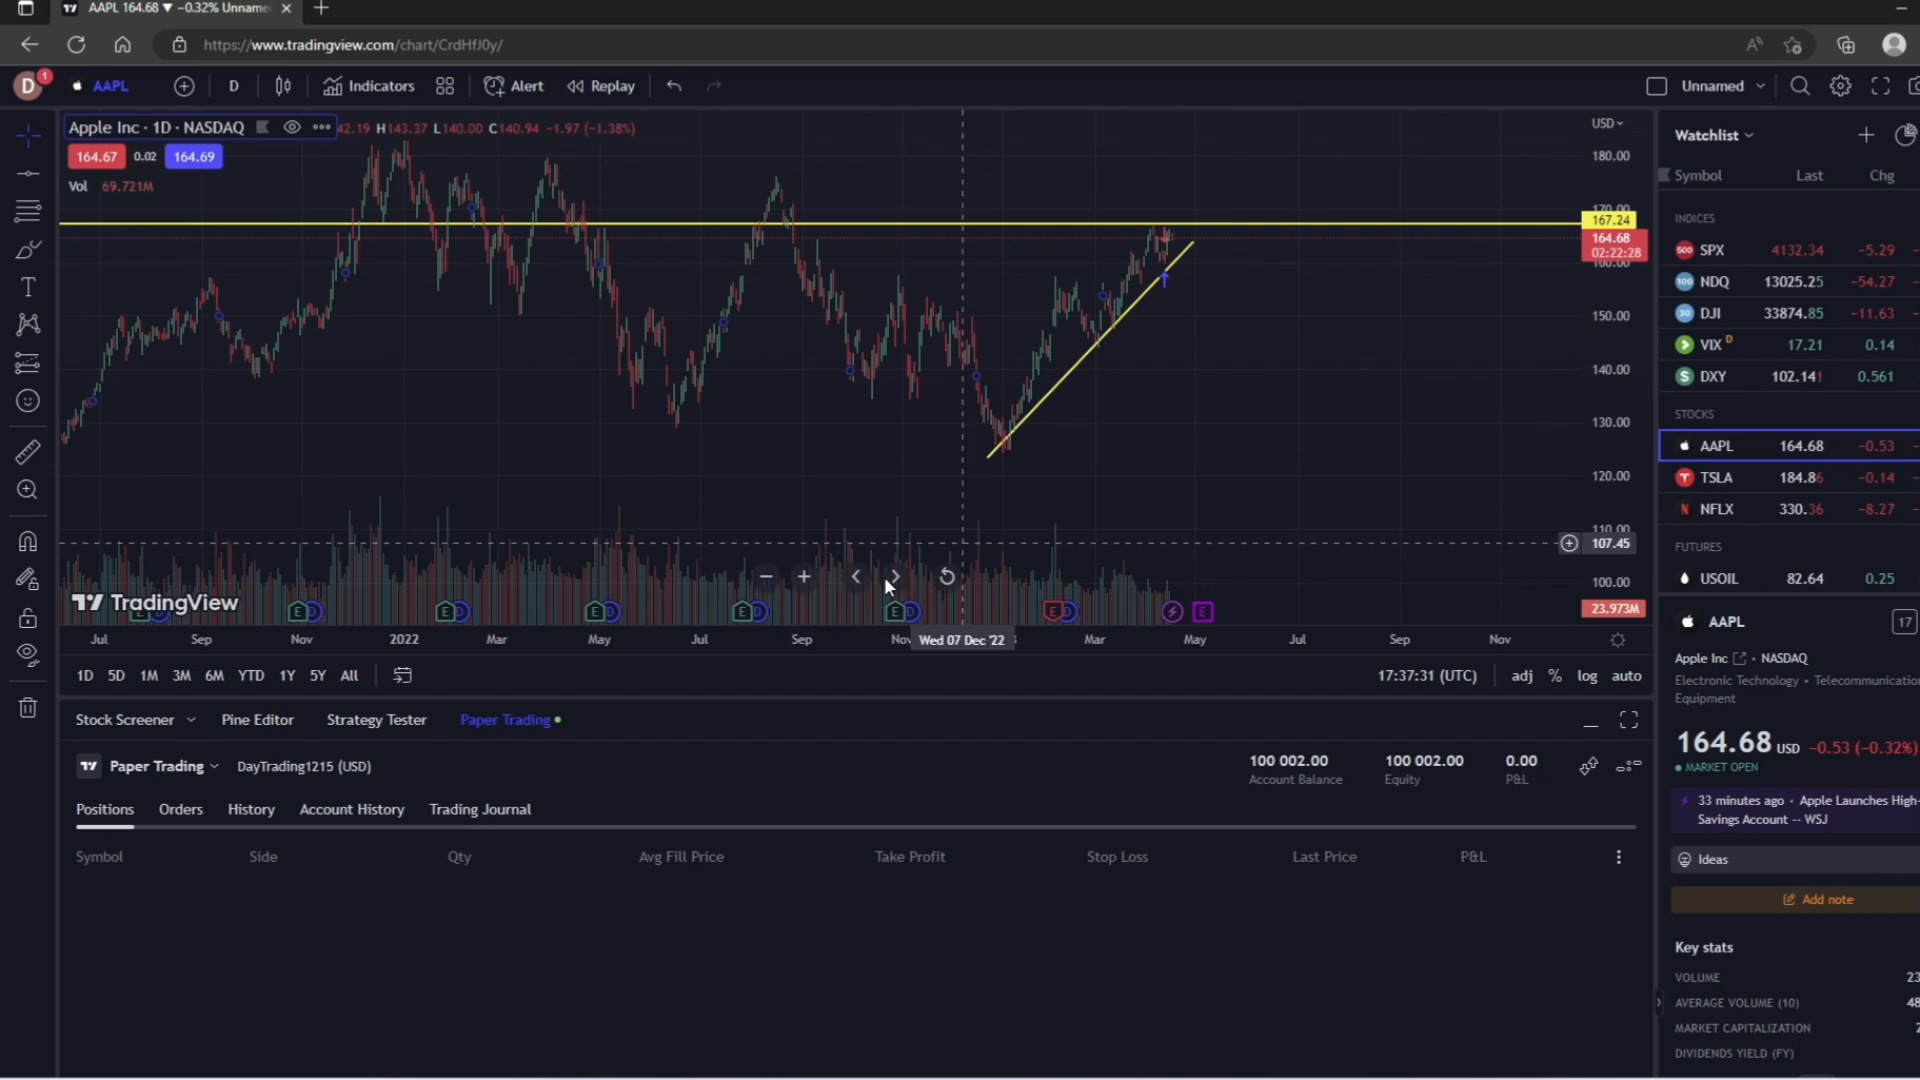 AAPL 164.68 ▼ −0.32% Unname
https://www.tradingview.com/chart/CrdHfJ0y/
D 1 AAPL D Indicators Alert Replay Unnamed
Apple Inc · 1D · NASDAQ 42.19 H143.37 L140.00 C140.94 −1.97 (−1.38%)
164.67 0.02 164.69
Vol 69.721M
USD
180.00
170.00
167.24
164.68
02:22:28
160.00
150.00
140.00
130.00
120.00
110.00
107.45
100.00
23.973M
TradingView
E D E D E D E D E D E D E
Jul Sep Nov 2022 Mar May Jul Sep Nov Wed 07 Dec '22 Mar May Jul Sep Nov
1D 5D 1M 3M 6M YTD 1Y 5Y All 17:37:31 (UTC) adj % log auto
Stock Screener Pine Editor Strategy Tester Paper Trading
Paper Trading DayTrading1215 (USD)
100 002.00 100 002.00 0.00
Account Balance Equity P&L
Positions Orders History Account History Trading Journal
Symbol Side Qty Avg Fill Price Take Profit Stop Loss Last Price P&L
Watchlist
Symbol Last Chg
INDICES
500 SPX 4132.34 −5.29
100 NDQ 13025.25 −54.27
30 DJI 33874.85 −11.63
VIX D 17.21 0.14
$ DXY 102.141 0.561
STOCKS
AAPL 164.68 −0.53
TSLA 184.86 −0.14
N NFLX 330.36 −8.27
FUTURES
USOIL 82.64 0.25
AAPL 17
Apple Inc • NASDAQ
Electronic Technology • Telecommunication
Equipment
164.68 USD −0.53 (−0.32%)
MARKET OPEN
33 minutes ago · Apple Launches High-
Savings Account -- WSJ
Ideas
Add note
Key stats
VOLUME 23
AVERAGE VOLUME (10) 48
MARKET CAPITALIZATION 2
DIVIDENDS YIELD (FY)